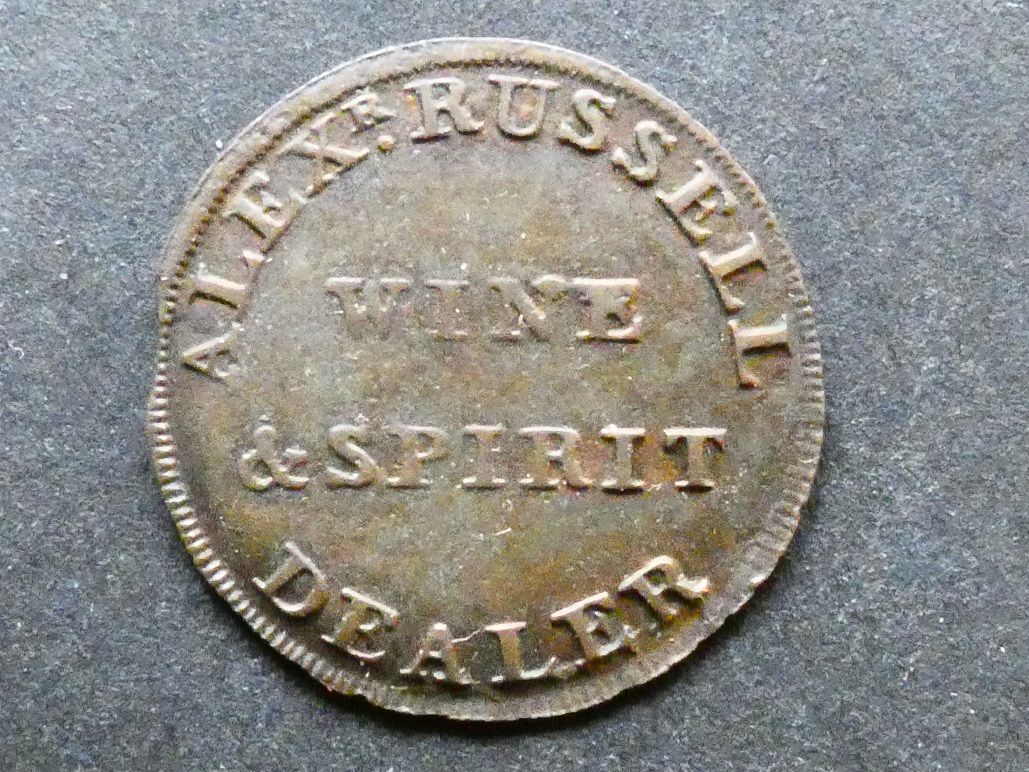 ALEXR. RUSSELL
WINE
& SPIRIT
DEALER